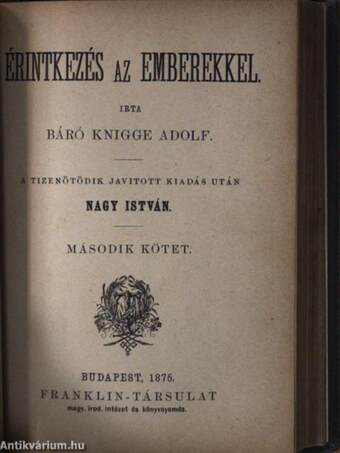 ÉRINTKEZÉS AZ EMBEREKKEL.
IRTA
BÁRÓ KNIGGE ADOLF.
A TIZENÖTÖDIK JAVITOTT KIADÁS UTÁN
NAGY ISTVÁN.
MÁSODIK KÖTET.
BUDAPEST, 1875.
FRANKLIN-TÁRSULAT
magy. irod. intézet és könyvnyomda.
Antikvárium.hu